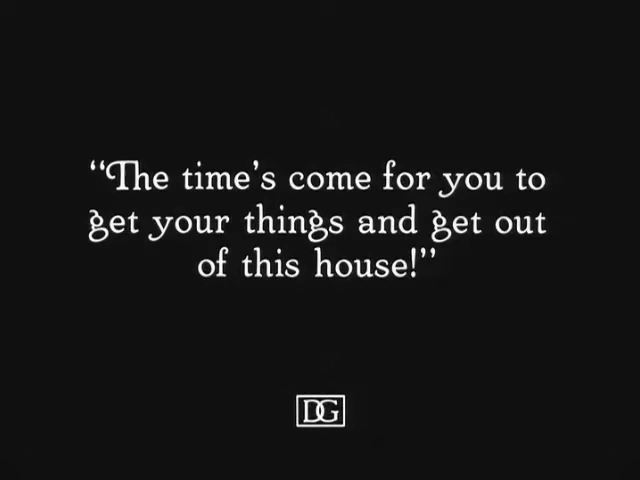 “The time’s come for you to
get your things and get out
of this house!”
DG